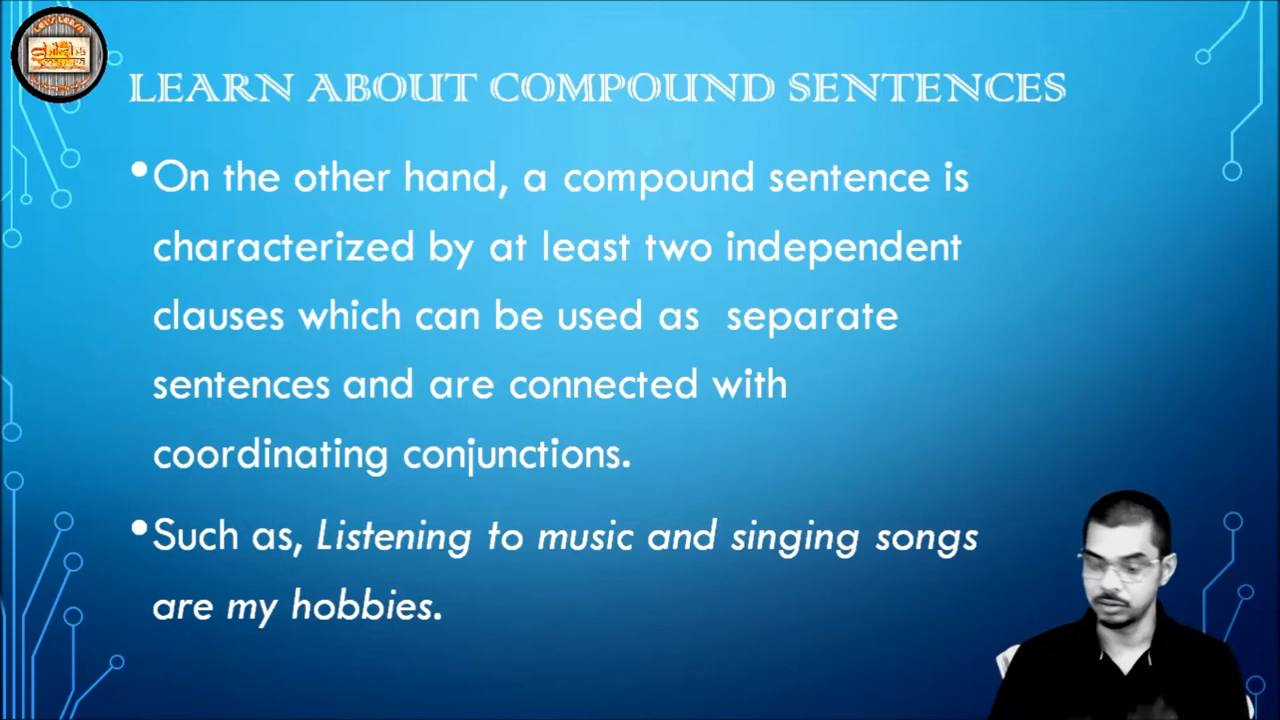 LEARN ABOUT COMPOUND SENTENCES
•On the other hand, a compound sentence is
characterized by at least two independent
clauses which can be used as  separate
sentences and are connected with
coordinating conjunctions.
•Such as, Listening to music and singing songs
are my hobbies.